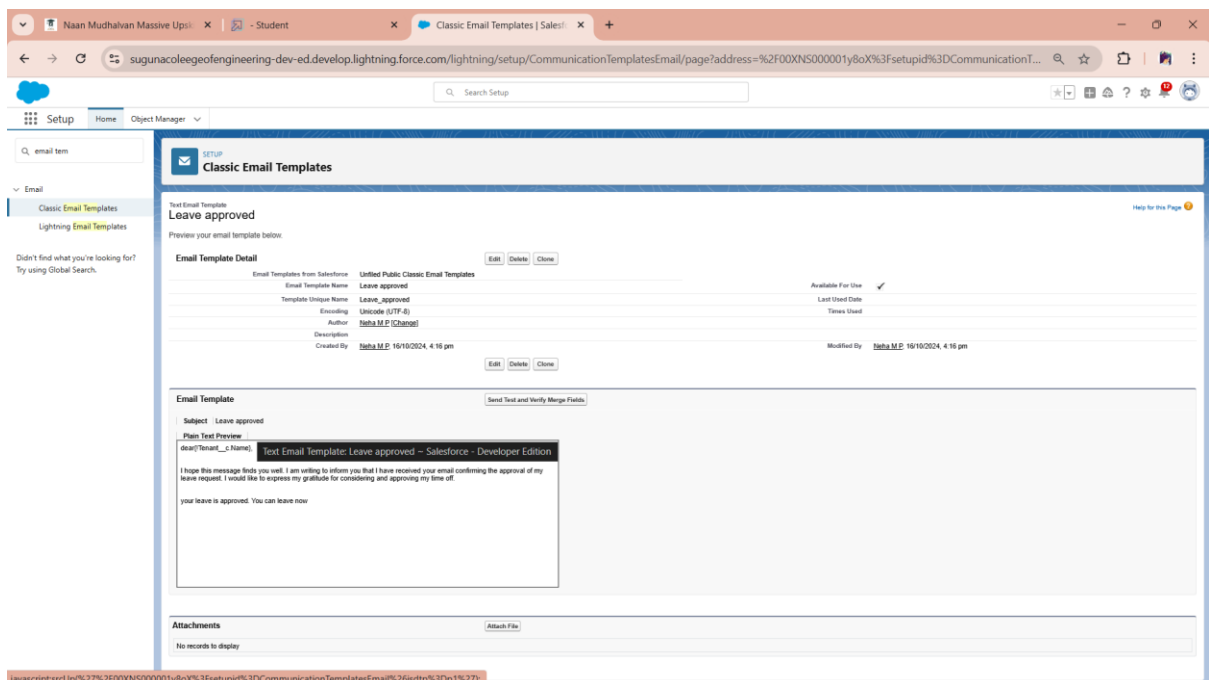 Naan Mudhalvan Massive Upsk
- Student
Classic Email Templates | Salesf
sugunacoleegeofengineering-dev-ed.develop.lightning.force.com/lightning/setup/CommunicationTemplatesEmail/page?address=%2F00XNS000001y8oX%3Fsetupid%3DCommunicationT...
Search Setup
12
Setup Home Object Manager
email tem
SETUP
Classic Email Templates
Email
Classic Email Templates
Lightning Email Templates
Didn't find what you're looking for?
Try using Global Search.
Text Email Template
Leave approved
Help for this Page
Preview your email template below.
Email Template Detail Edit Delete Clone
Email Templates from Salesforce Unfiled Public Classic Email Templates
Email Template Name Leave approved Available For Use ✓
Template Unique Name Leave_approved Last Used Date
Encoding Unicode (UTF-8) Times Used
Author Neha M P [Change]
Description
Created By Neha M P, 16/10/2024, 4:16 pm Modified By Neha M P, 16/10/2024, 4:16 pm
Edit Delete Clone
Email Template Send Test and Verify Merge Fields
Subject Leave approved
Plain Text Preview
dear{!Tenant__c.Name},
Text Email Template: Leave approved ~ Salesforce - Developer Edition
I hope this message finds you well. I am writing to inform you that I have received your email confirming the approval of my
leave request. I would like to express my gratitude for considering and approving my time off.
your leave is approved. You can leave now
Attachments Attach File
No records to display
javascript:srcUp(%27%2F00XNS000001y8oX%3Fsetupid%3DCommunicationTemplatesEmail%26isdtp%3Dp1%27);